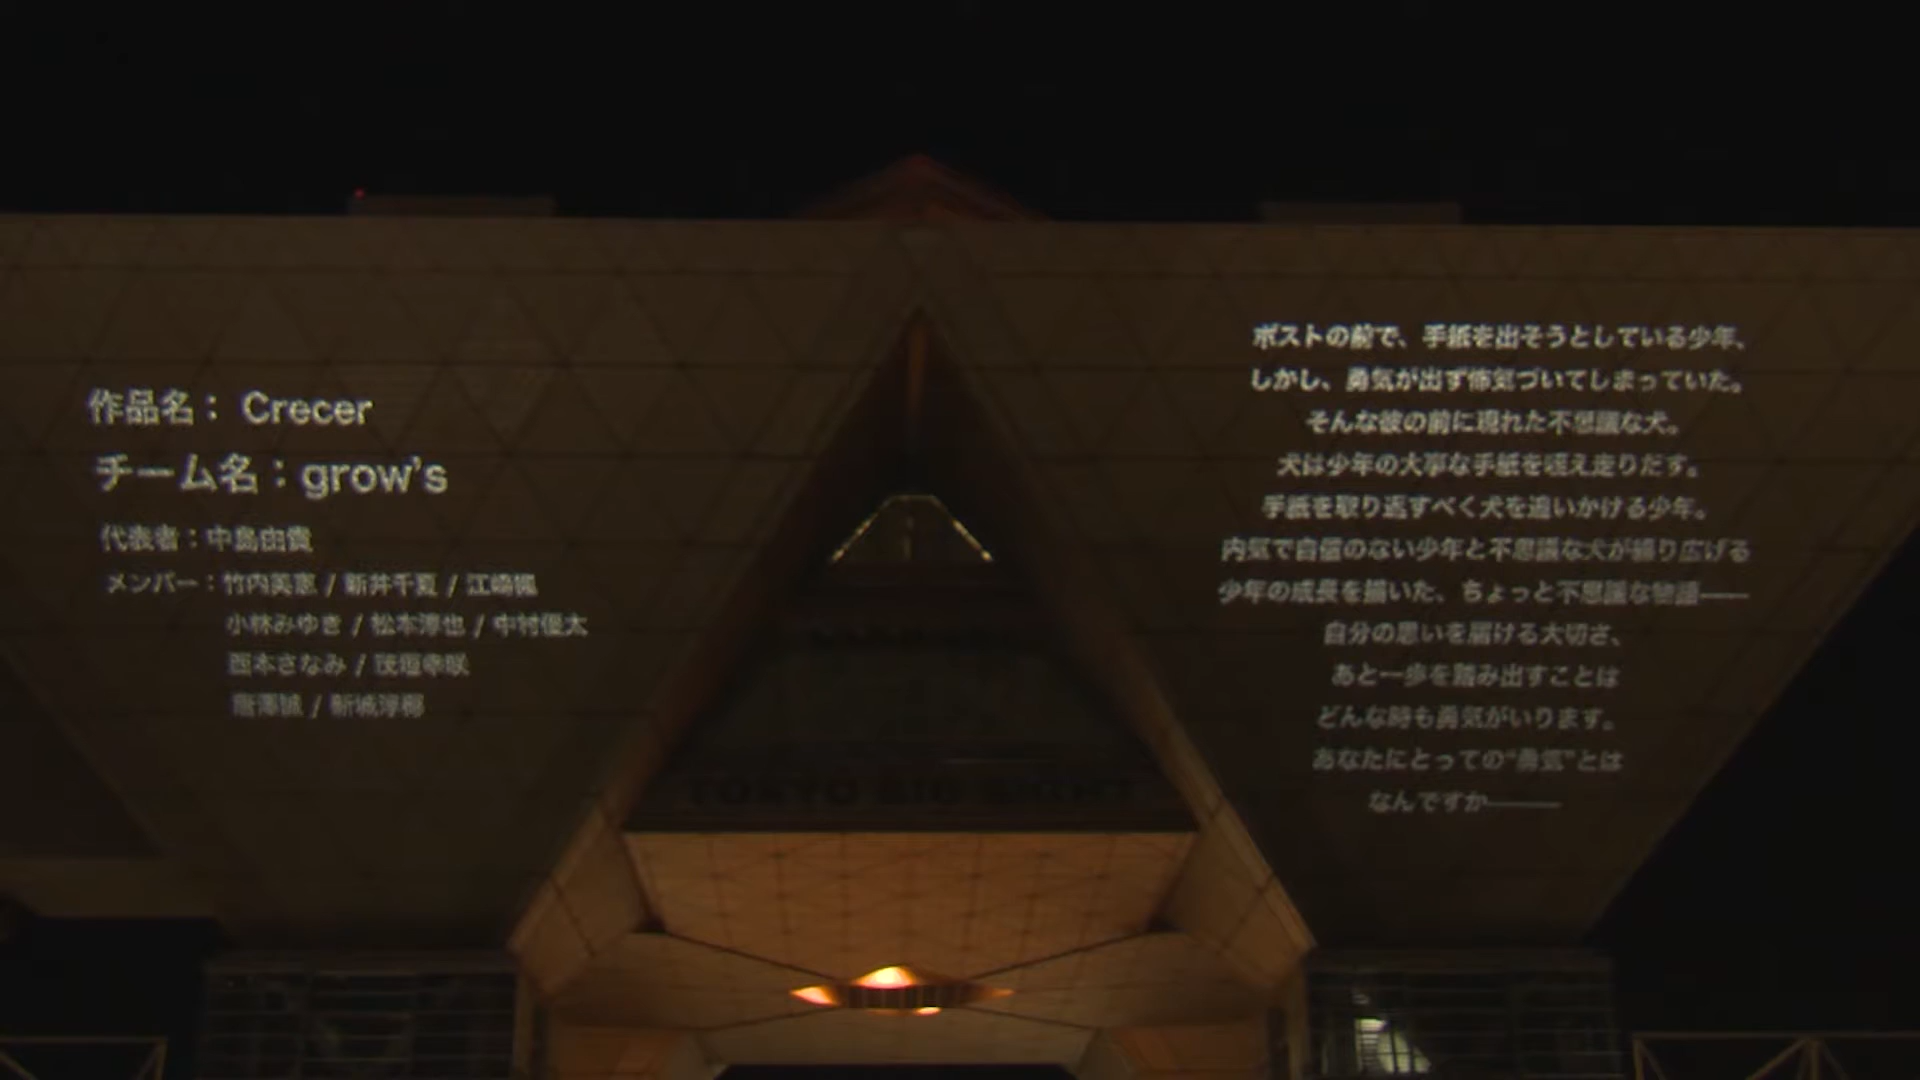 作品名： Crecer
チーム名：grow's
代表者：中島由貴
メンバー：竹内美恵 / 新井千夏 / 江崎楓
小林みゆき / 松本淳也 / 中村優太
西本さなみ / 茂垣幸咲
唐澤誠 / 新城淳
ポストの前で、手紙を出そうとしている少年、
しかし、勇気が出ず怖気づいてしまっていた。
そんな彼の前に現れた不思議な犬。
犬は少年の大事な手紙を咥え走りだす。
手紙を取り返すべく犬を追いかける少年。
内気で自信のない少年と不思議な犬が繰り広げる
少年の成長を描いた、ちょっと不思議な物語――
自分の思いを届ける大切さ、
あと一歩を踏み出すことは
どんな時も勇気がいります。
あなたにとっての“勇気”とは
なんですか―――
TOKYO BIG SIGHT